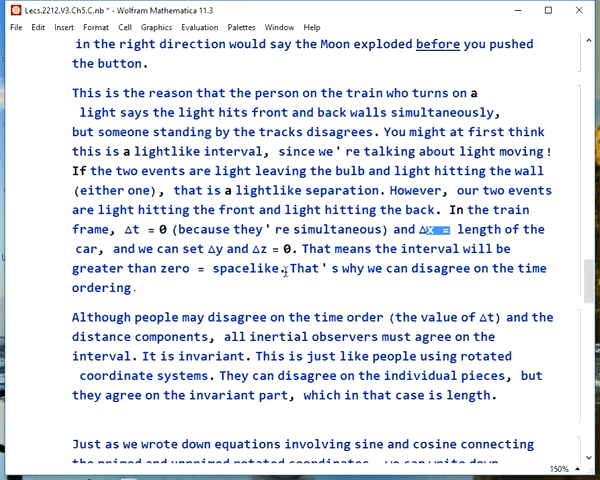 Lecs.2212.V3.Ch5.C.nb * - Wolfram Mathematica 11.3
File Edit Insert Format Cell Graphics Evaluation Palettes Window Help
in the right direction would say the Moon exploded before you pushed
the button.
This is the reason that the person on the train who turns on a
light says the light hits front and back walls simultaneously,
but someone standing by the tracks disagrees. You might at first think
this is a lightlike interval, since we're talking about light moving!
If the two events are light leaving the bulb and light hitting the wall
(either one), that is a lightlike separation. However, our two events
are light hitting the front and light hitting the back. In the train
frame, Δt = 0 (because they're simultaneous) and Δx = length of the
car, and we can set Δy and Δz = 0. That means the interval will be
greater than zero = spacelike. That's why we can disagree on the time
ordering.
Although people may disagree on the time order (the value of Δt) and the
distance components, all inertial observers must agree on the
interval. It is invariant. This is just like people using rotated
coordinate systems. They can disagree on the individual pieces, but
they agree on the invariant part, which in that case is length.
Just as we wrote down equations involving sine and cosine connecting
the primed and unprimed rotated coordinates, we can write down
150%